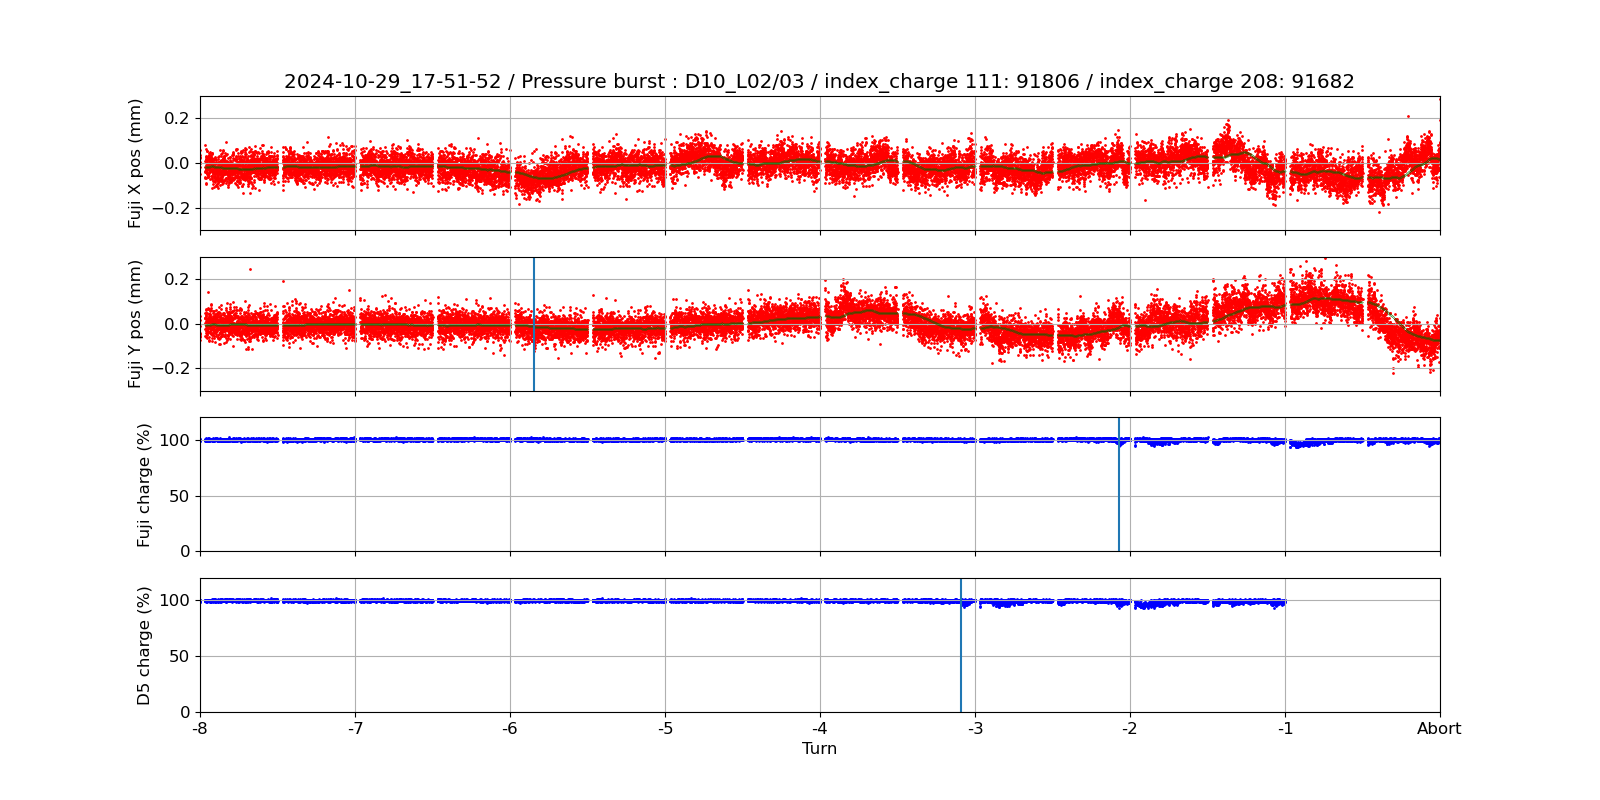 2024-10-29_17-51-52 / Pressure burst : D10_L02/03 / index_charge 111: 91806 / index_charge 208: 91682
Fuji X pos (mm)
0.2
0.0
−0.2
Fuji Y pos (mm)
0.2
0.0
−0.2
Fuji charge (%)
100
50
0
D5 charge (%)
100
50
0
-8 -7 -6 -5 -4 -3 -2 -1 Abort
Turn